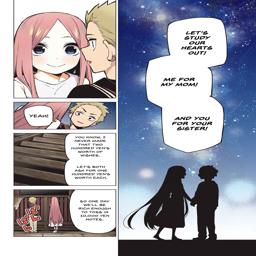 YEAH!
YOU KNOW, I
NEVER MADE
THAT TWO
HUNDRED YEN'S
WORTH OF
WISHES.
LET'S BOTH
ASK FOR ONE
HUNDRED YEN'S
WORTH EACH.
SO ONE DAY
WE'LL BE
RICH ENOUGH
TO TOSS IN
10,000 YEN
NOTES.
LET'S
STUDY
OUR
HEARTS
OUT!
ME FOR
MY MOM!
AND YOU
FOR YOUR
SISTER!